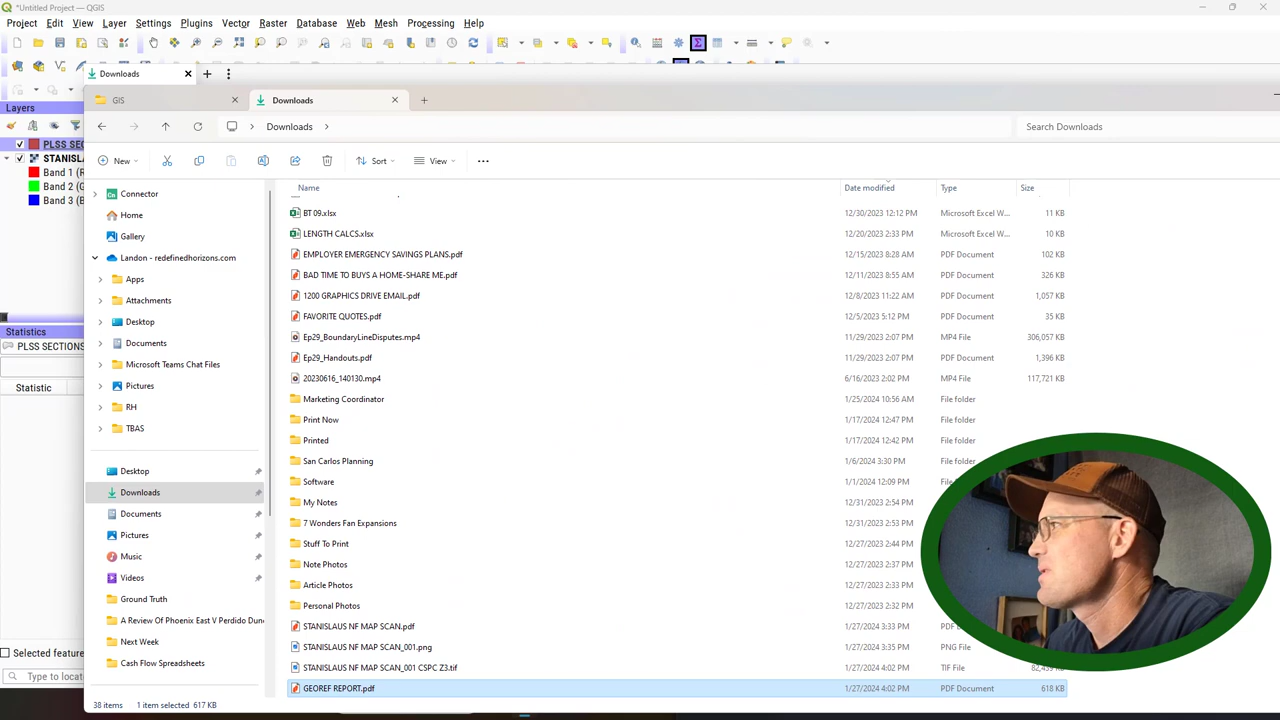 *Untitled Project — QGIS
Project Edit View Layer Settings Plugins Vector Raster Database Web Mesh Processing Help
Downloads
GIS Downloads
Downloads Search Downloads
Layers
New Sort View
PLSS SEC
STANISLA
Band 1 (R
Band 2 (G
Band 3 (B
Name Date modified Type Size
Connector
Home
Gallery
Landon - redefinedhorizons.com
Apps
Attachments
Desktop
Documents
Microsoft Teams Chat Files
Pictures
RH
TBAS
Desktop
Downloads
Documents
Pictures
Music
Videos
Ground Truth
A Review Of Phoenix East V Perdido Dun
Next Week
Cash Flow Spreadsheets
BT 09.xlsx 12/30/2023 12:12 PM Microsoft Excel W... 11 KB
LENGTH CALCS.xlsx 12/20/2023 2:33 PM Microsoft Excel W... 10 KB
EMPLOYER EMERGENCY SAVINGS PLANS.pdf 12/15/2023 8:28 AM PDF Document 102 KB
BAD TIME TO BUYS A HOME-SHARE ME.pdf 12/11/2023 8:55 AM PDF Document 326 KB
1200 GRAPHICS DRIVE EMAIL.pdf 12/8/2023 11:22 AM PDF Document 1,057 KB
FAVORITE QUOTES.pdf 12/5/2023 5:12 PM PDF Document 35 KB
Ep29_BoundaryLineDisputes.mp4 11/29/2023 2:07 PM MP4 File 306,057 KB
Ep29_Handouts.pdf 11/29/2023 2:07 PM PDF Document 1,396 KB
20230616_140130.mp4 6/16/2023 2:02 PM MP4 File 117,721 KB
Marketing Coordinator 1/25/2024 10:56 AM File folder
Print Now 1/17/2024 12:47 PM File folder
Printed 1/17/2024 12:42 PM File folder
San Carlos Planning 1/6/2024 3:30 PM File folder
Software 1/1/2024 12:09 PM
My Notes 12/31/2023 2:54 PM
7 Wonders Fan Expansions 12/31/2023 2:53 PM
Stuff To Print 12/27/2023 2:44 PM
Note Photos 12/27/2023 2:37 PM
Article Photos 12/27/2023 2:33 PM
Personal Photos 12/27/2023 2:32 PM
STANISLAUS NF MAP SCAN.pdf 1/27/2024 3:33 PM
STANISLAUS NF MAP SCAN_001.png 1/27/2024 3:35 PM PNG File
STANISLAUS NF MAP SCAN_001 CSPC Z3.tif 1/27/2024 4:02 PM TIF File
GEOREF REPORT.pdf 1/27/2024 4:02 PM PDF Document 618 KB
Statistics
PLSS SECTIONS
Statistic
Selected feature
Type to locat
38 items 1 item selected 617 KB